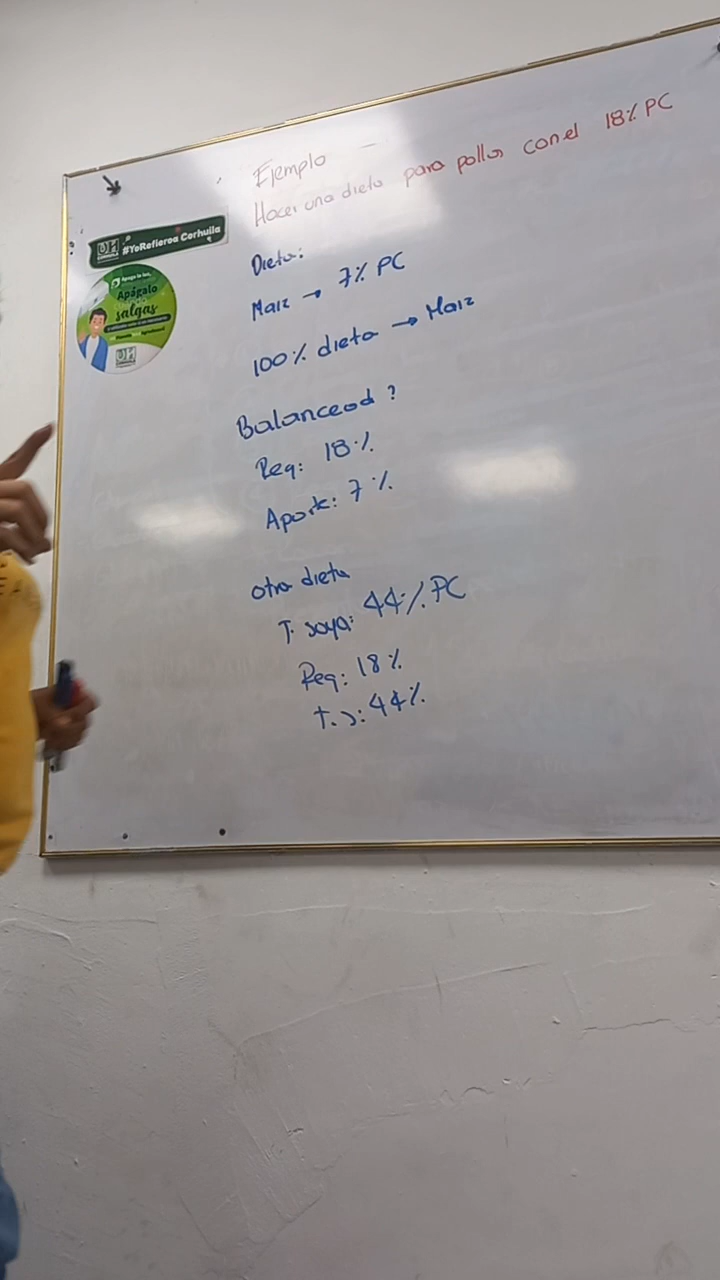 Ejemplo
Hacer una dieta para pollos con el 18% PC
#YoRefieroa Corhuila
Dieta:
Maiz → 7% PC
Apágalo
salgas
100% dieta → Maiz
Balanceod ?
Req: 18%
Aporte: 7%
otra dieta
T. soya: 44% PC
Req: 18%
t.s: 44%